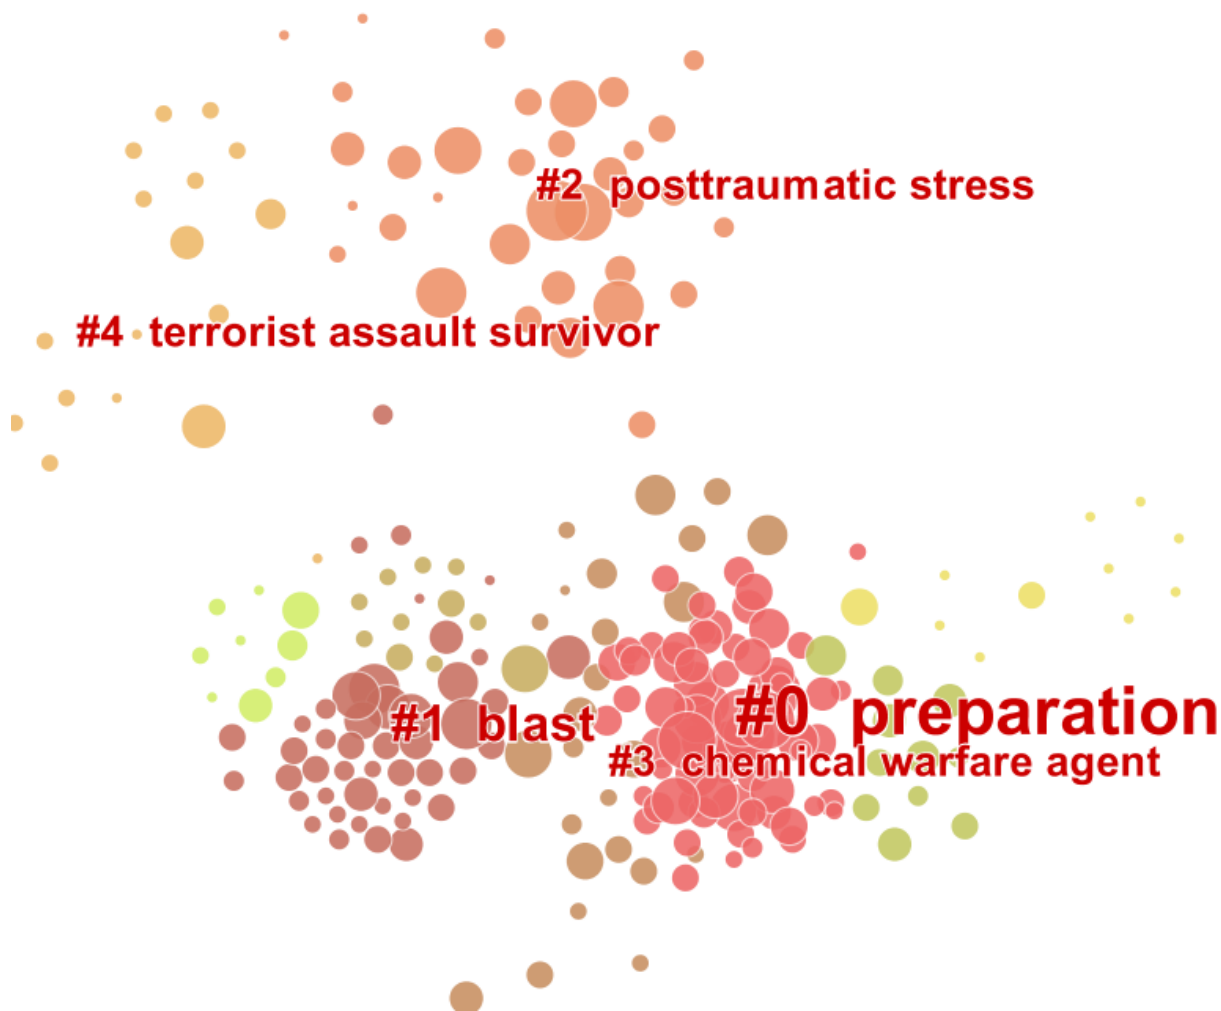 #2 posttraumatic stress
#4 terrorist assault survivor
#0 preparation
#1 blast
#3 chemical warfare agent